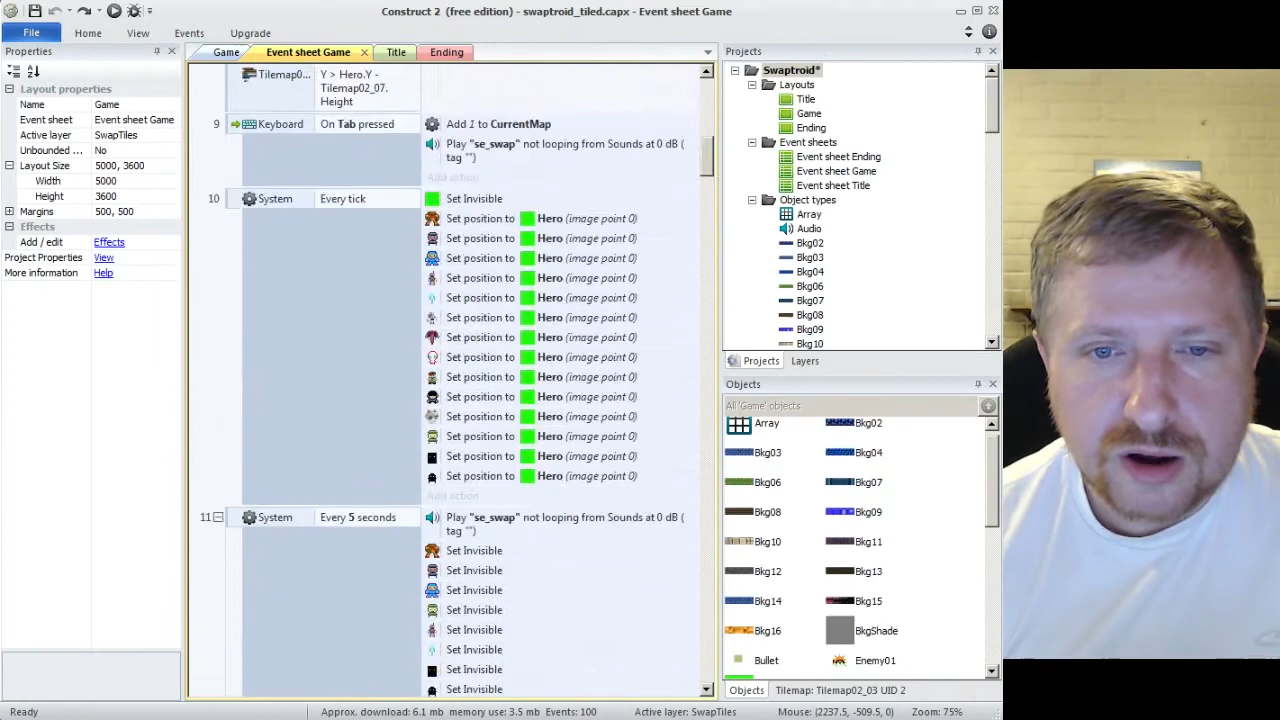 Construct 2 (free edition) - swaptroid_tiled.capx - Event sheet Game
File Home View Events Vegetation
Properties
Layout properties
Name Game
Event sheet Event sheet Game
Active layer SwapTiles
Unbounded ... No
Layout Size 5000, 3600
Width 5000
Height 3600
Margins 500, 500
Effects
Add / edit Effects
Project Properties View
More information Help
Game Event sheet Game Title Ending
Tilemap0... Y > Hero.Y -
Tilemap02_07.
Height
9 Keyboard On Tab pressed Add 1 to CurrentMap
Play "se_swap" not looping from Sounds at 0 dB (
tag "")
Add action
10 System Every tick Set Invisible
Set position to Hero (image point 0)
Set position to Hero (image point 0)
Set position to Hero (image point 0)
Set position to Hero (image point 0)
Set position to Hero (image point 0)
Set position to Hero (image point 0)
Set position to Hero (image point 0)
Set position to Hero (image point 0)
Set position to Hero (image point 0)
Set position to Hero (image point 0)
Set position to Hero (image point 0)
Set position to Hero (image point 0)
Set position to Hero (image point 0)
Set position to Hero (image point 0)
Add action
11 System Every 5 seconds Play "se_swap" not looping from Sounds at 0 dB (
tag "")
Set Invisible
Set Invisible
Set Invisible
Set Invisible
Set Invisible
Set Invisible
Set Invisible
Set Invisible
Projects
Swaptroid*
Layouts
Title
Game
Ending
Event sheets
Event sheet Ending
Event sheet Game
Event sheet Title
Object types
Array
Audio
Bkg02
Bkg03
Bkg04
Bkg06
Bkg07
Bkg08
Bkg09
Bkg10
Projects Layers
Objects
All 'Game' objects
Array Bkg02
Bkg03 Bkg04
Bkg06 Bkg07
Bkg08 Bkg09
Bkg10 Bkg11
Bkg12 Bkg13
Bkg14 Bkg15
Bkg16 BkgShade
Bullet Enemy01
Objects Tilemap: Tilemap02_03 UID 2
Ready Approx. download: 6.1 mb memory use: 3.5 mb Events: 100 Active layer: SwapTiles Mouse: (2237.5, -509.5, 0) Zoom: 75%